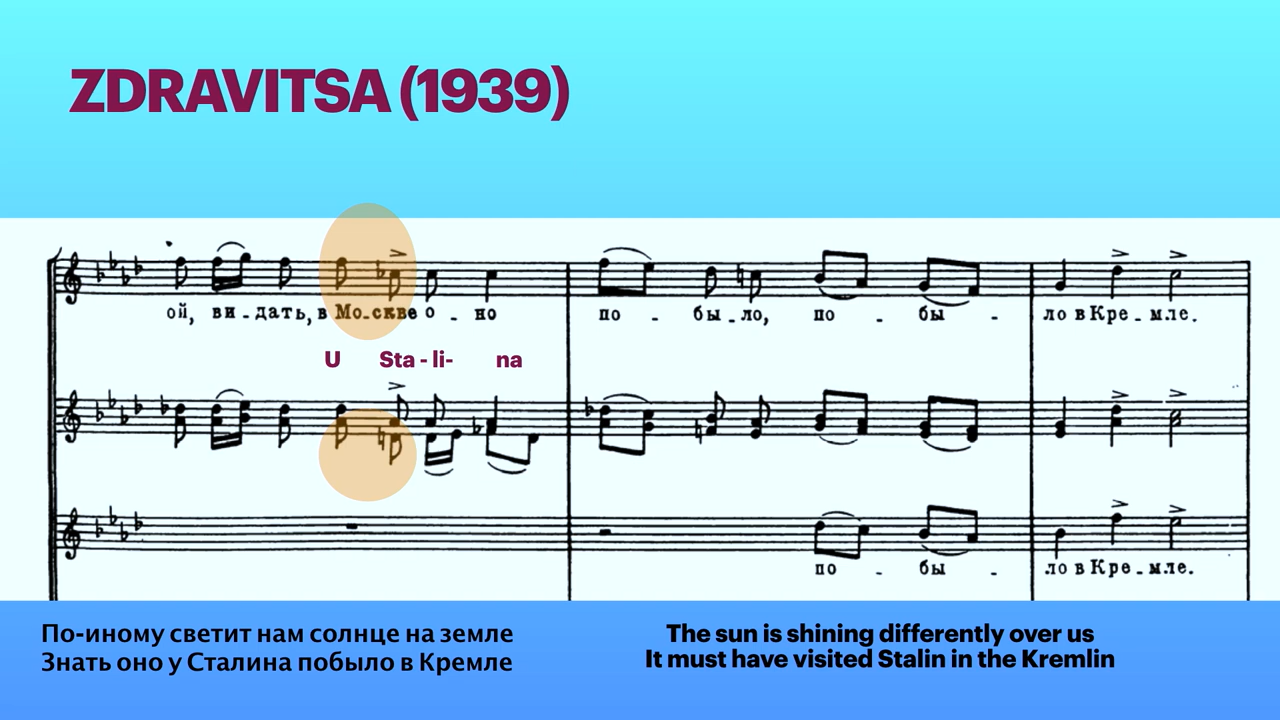 ZDRAVITSA (1939)
ой, ви - дать, в Мо - скве о - но по - бы - ло, по - бы - ло в Кре - мле.
U Sta - li- na
по - бы - ло в Кре - мле.
По-иному светит нам солнце на земле
Знать оно у Сталина побыло в Кремле
The sun is shining differently over us
It must have visited Stalin in the Kremlin